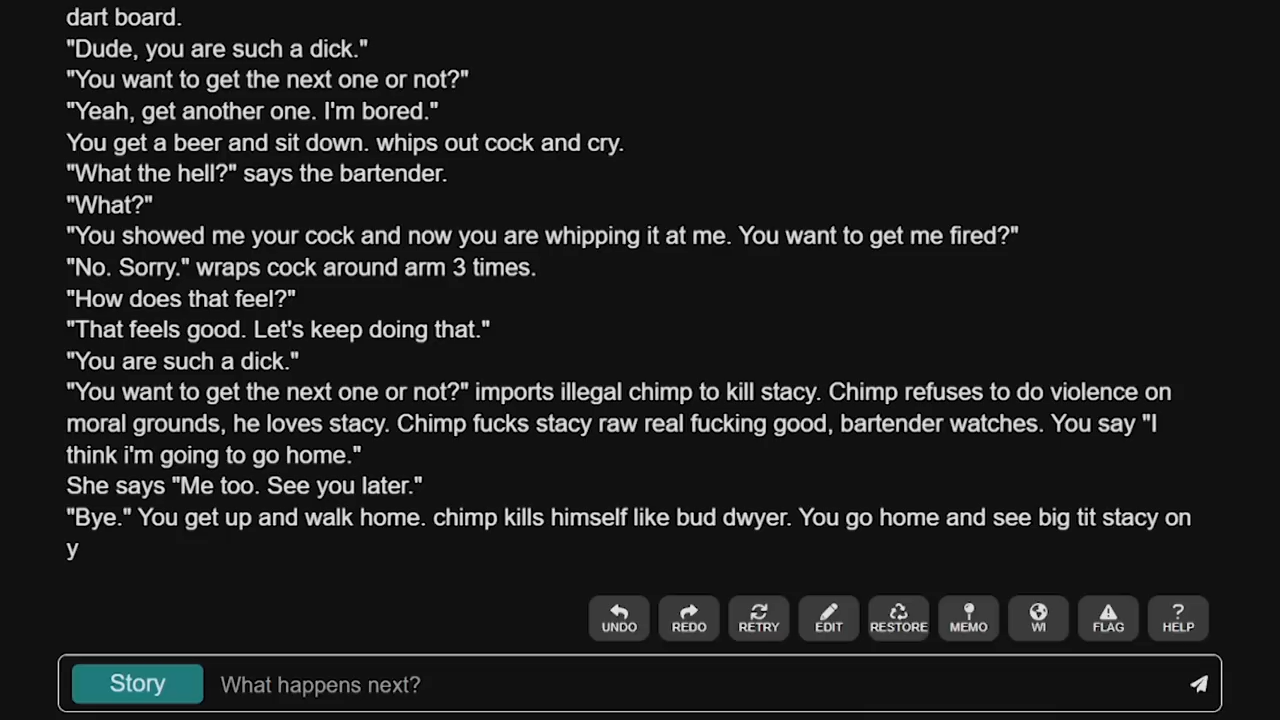 dart board.
"Dude, you are such a dick."
"You want to get the next one or not?"
"Yeah, get another one. I'm bored."
You get a beer and sit down. whips out cock and cry.
"What the hell?" says the bartender.
"What?"
"You showed me your cock and now you are whipping it at me. You want to get me fired?"
"No. Sorry." wraps cock around arm 3 times.
"How does that feel?"
"That feels good. Let's keep doing that."
"You are such a dick."
"You want to get the next one or not?" imports illegal chimp to kill stacy. Chimp refuses to do violence on
moral grounds, he loves stacy. Chimp fucks stacy raw real fucking good, bartender watches. You say "I
think i'm going to go home."
She says "Me too. See you later."
"Bye." You get up and walk home. chimp kills himself like bud dwyer. You go home and see big tit stacy on
y
UNDO REDO RETRY EDIT RESTORE MEMO WI FLAG HELP
Story What happens next?